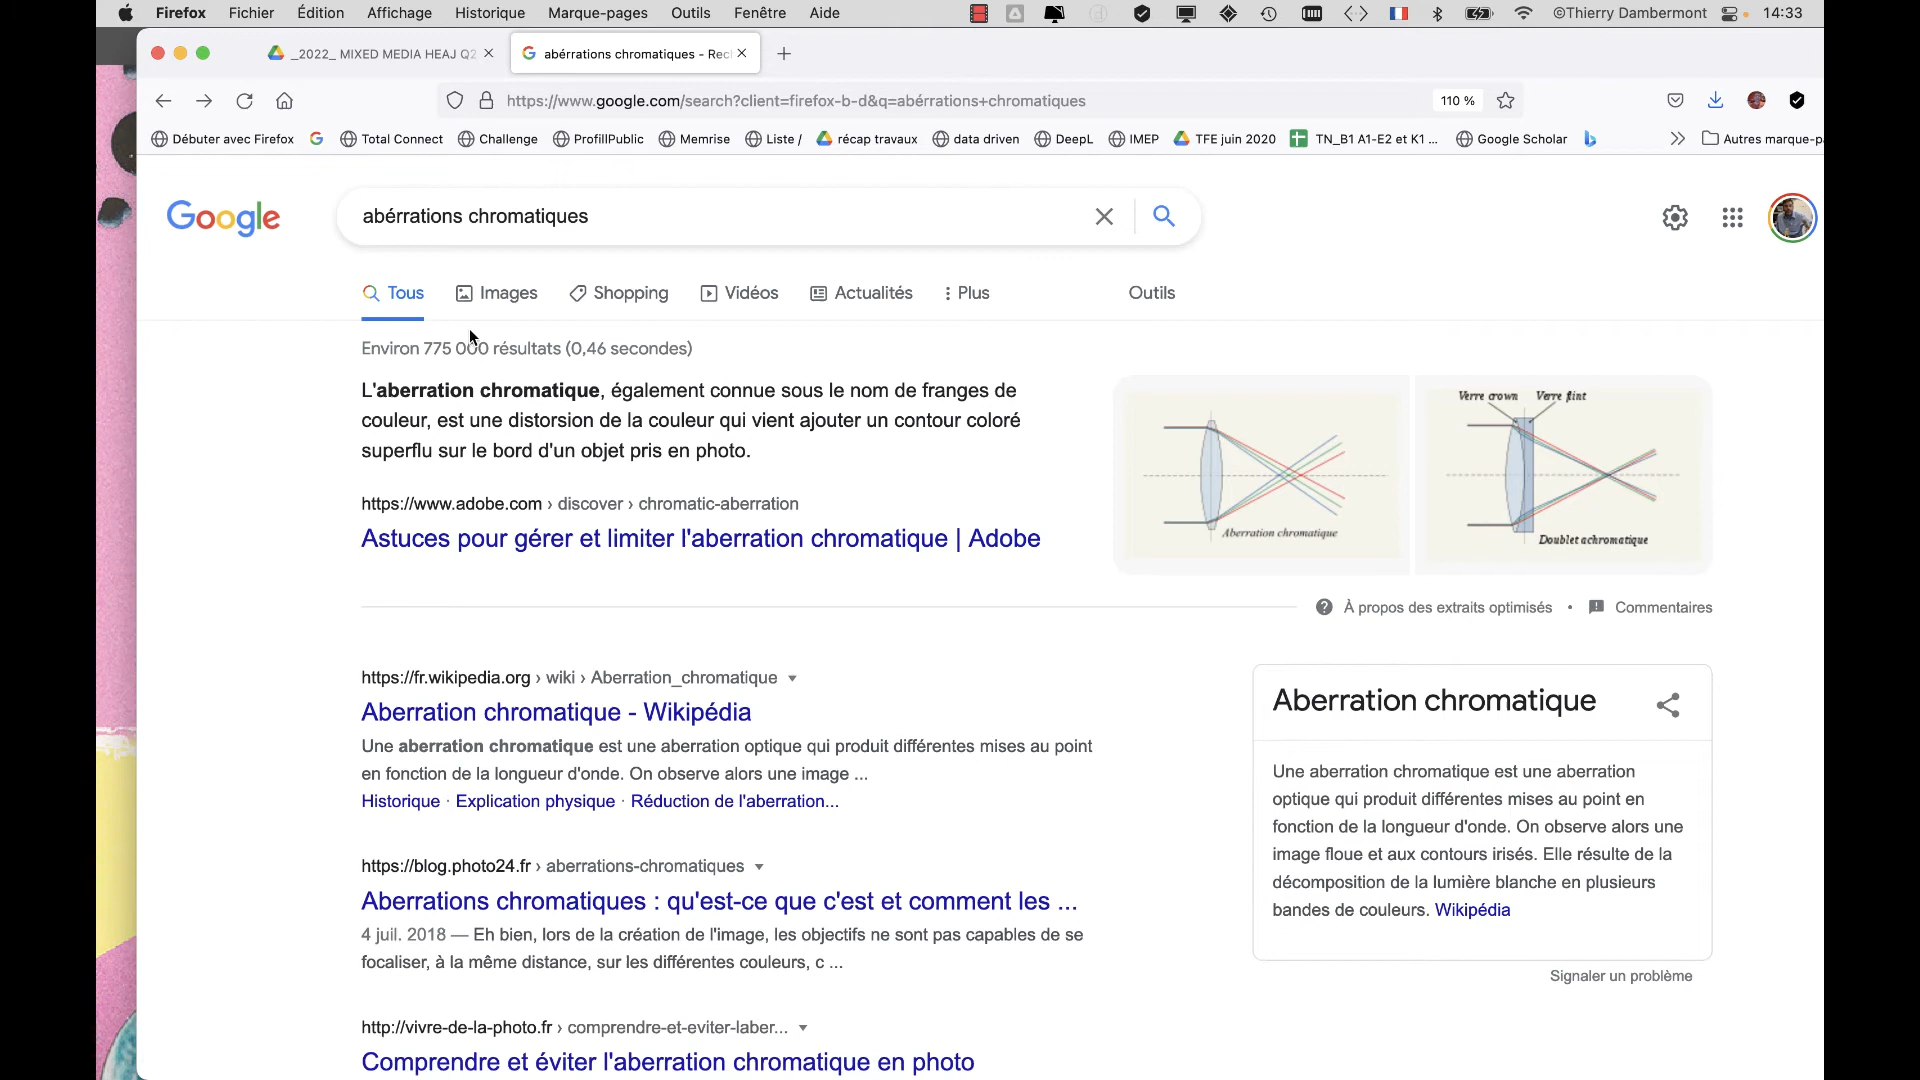 Firefox Fichier Édition Affichage Historique Marque-pages Outils Fenêtre Aide ©Thierry Dambermont 14:33
_2022_ MIXED MEDIA HEAJ Q2 abérrations chromatiques - Rec
https://www.google.com/search?client=firefox-b-d&q=abérrations+chromatiques 110 %
Débuter avec Firefox Total Connect Challenge ProfillPublic Memrise Liste / récap travaux data driven DeepL IMEP TFE juin 2020 TN_B1 A1-E2 et K1 ... Google Scholar Autres marque-p
Google abérrations chromatiques
Tous Images Shopping Vidéos Actualités Plus Outils
Environ 775 000 résultats (0,46 secondes)
L'aberration chromatique, également connue sous le nom de franges de
couleur, est une distorsion de la couleur qui vient ajouter un contour coloré
superflu sur le bord d'un objet pris en photo.
https://www.adobe.com › discover › chromatic-aberration
Astuces pour gérer et limiter l'aberration chromatique | Adobe
Verre crown Verre flint
Aberration chromatique
Doublet achromatique
À propos des extraits optimisés • Commentaires
https://fr.wikipedia.org › wiki › Aberration_chromatique
Aberration chromatique - Wikipédia
Une aberration chromatique est une aberration optique qui produit différentes mises au point
en fonction de la longueur d'onde. On observe alors une image ...
Historique · Explication physique · Réduction de l'aberration...
https://blog.photo24.fr › aberrations-chromatiques
Aberrations chromatiques : qu'est-ce que c'est et comment les ...
4 juil. 2018 — Eh bien, lors de la création de l'image, les objectifs ne sont pas capables de se
focaliser, à la même distance, sur les différentes couleurs, c ...
http://vivre-de-la-photo.fr › comprendre-et-eviter-laber...
Comprendre et éviter l'aberration chromatique en photo
Aberration chromatique
Une aberration chromatique est une aberration
optique qui produit différentes mises au point en
fonction de la longueur d'onde. On observe alors une
image floue et aux contours irisés. Elle résulte de la
décomposition de la lumière blanche en plusieurs
bandes de couleurs. Wikipédia
Signaler un problème